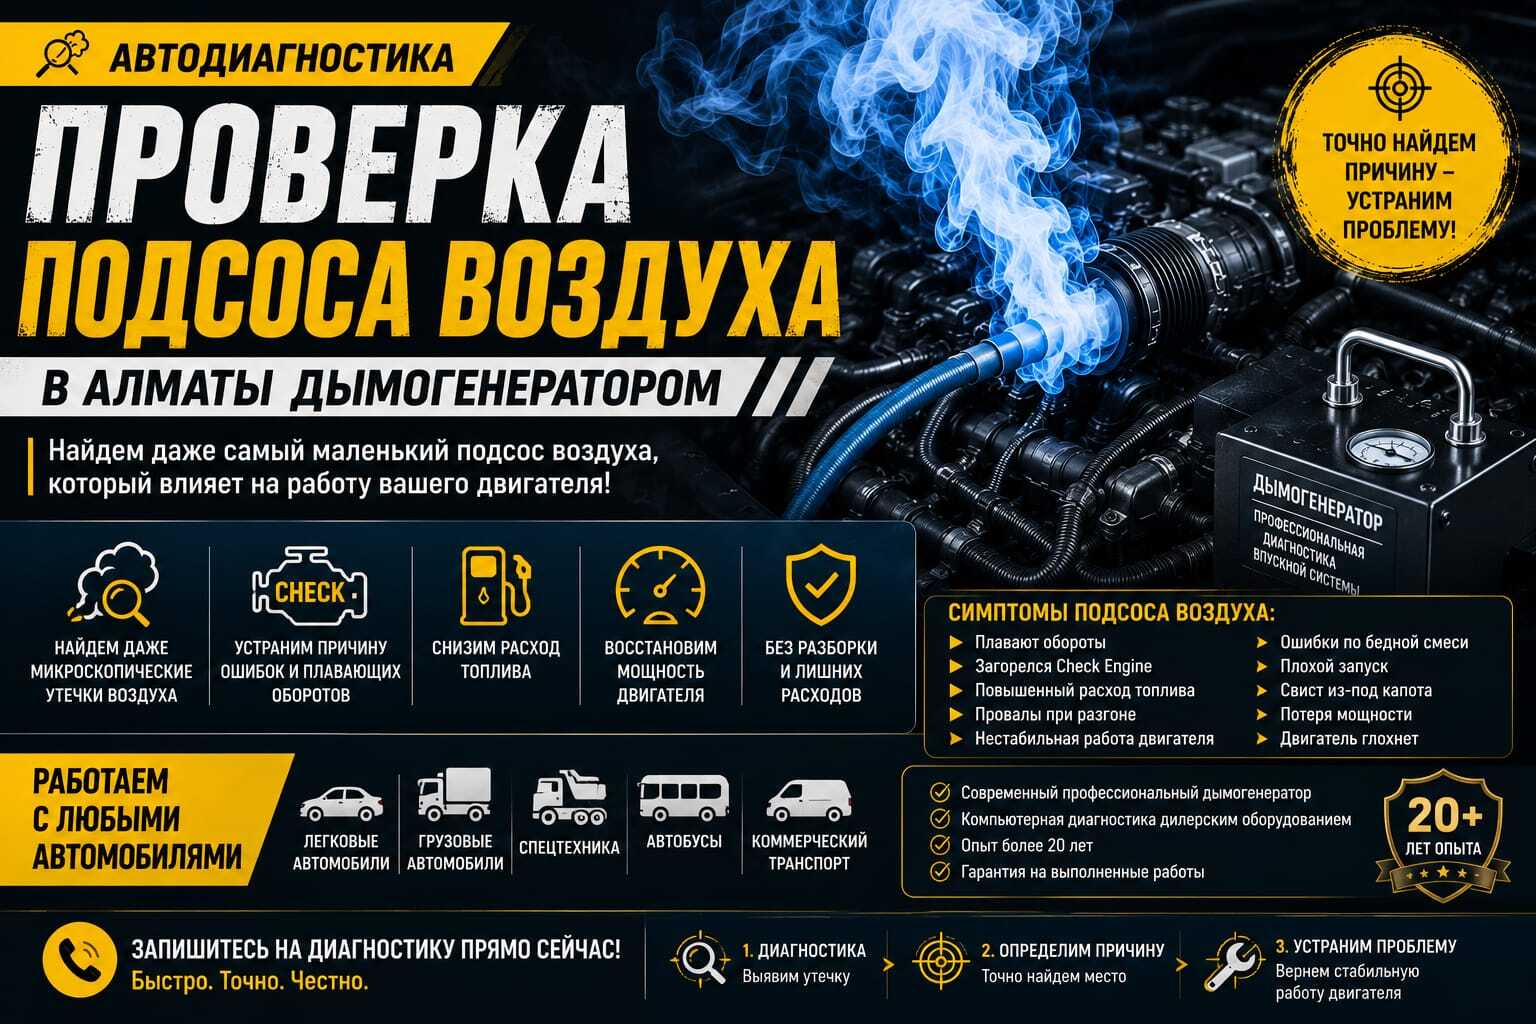 АВТОДИАГНОСТИКА
ПРОВЕРКА
ПОДСОСА ВОЗДУХА
В АЛМАТЫ ДЫМОГЕНЕРАТОРОМ
Найдем даже самый маленький подсос воздуха,
который влияет на работу вашего двигателя!
ТОЧНО НАЙДЕМ
ПРИЧИНУ –
УСТРАНИМ
ПРОБЛЕМУ!
ДЫМОГЕНЕРАТОР
ПРОФЕССИОНАЛЬНАЯ
ДИАГНОСТИКА
ВПУСКНОЙ СИСТЕМЫ
НАЙДЕМ ДАЖЕ
МИКРОСКОПИЧЕСКИЕ
УТЕЧКИ ВОЗДУХА
CHECK
УСТРАНИМ ПРИЧИНУ
ОШИБОК И ПЛАВАЮЩИХ
ОБОРОТОВ
СНИЗИМ РАСХОД
ТОПЛИВА
ВОССТАНОВИМ
МОЩНОСТЬ
ДВИГАТЕЛЯ
БЕЗ РАЗБОРКИ
И ЛИШНИХ
РАСХОДОВ
СИМПТОМЫ ПОДСОСА ВОЗДУХА:
Плавают обороты
Загорелся Check Engine
Повышенный расход топлива
Провалы при разгоне
Нестабильная работа двигателя
Ошибки по бедной смеси
Плохой запуск
Свист из-под капота
Потеря мощности
Двигатель глохнет
РАБОТАЕМ
С ЛЮБЫМИ
АВТОМОБИЛЯМИ
ЛЕГКОВЫЕ
АВТОМОБИЛИ
ГРУЗОВЫЕ
АВТОМОБИЛИ
СПЕЦТЕХНИКА
АВТОБУСЫ
КОММЕРЧЕСКИЙ
ТРАНСПОРТ
Современный профессиональный дымогенератор
Компьютерная диагностика дилерским оборудованием
Опыт более 20 лет
Гарантия на выполненные работы
20+
ЛЕТ ОПЫТА
ЗАПИШИТЕСЬ НА ДИАГНОСТИКУ ПРЯМО СЕЙЧАС!
Быстро. Точно. Честно.
1. ДИАГНОСТИКА
Выявим утечку
2. ОПРЕДЕЛИМ ПРИЧИНУ
Точно найдем место
3. УСТРАНИМ ПРОБЛЕМУ
Вернем стабильную
работу двигателя